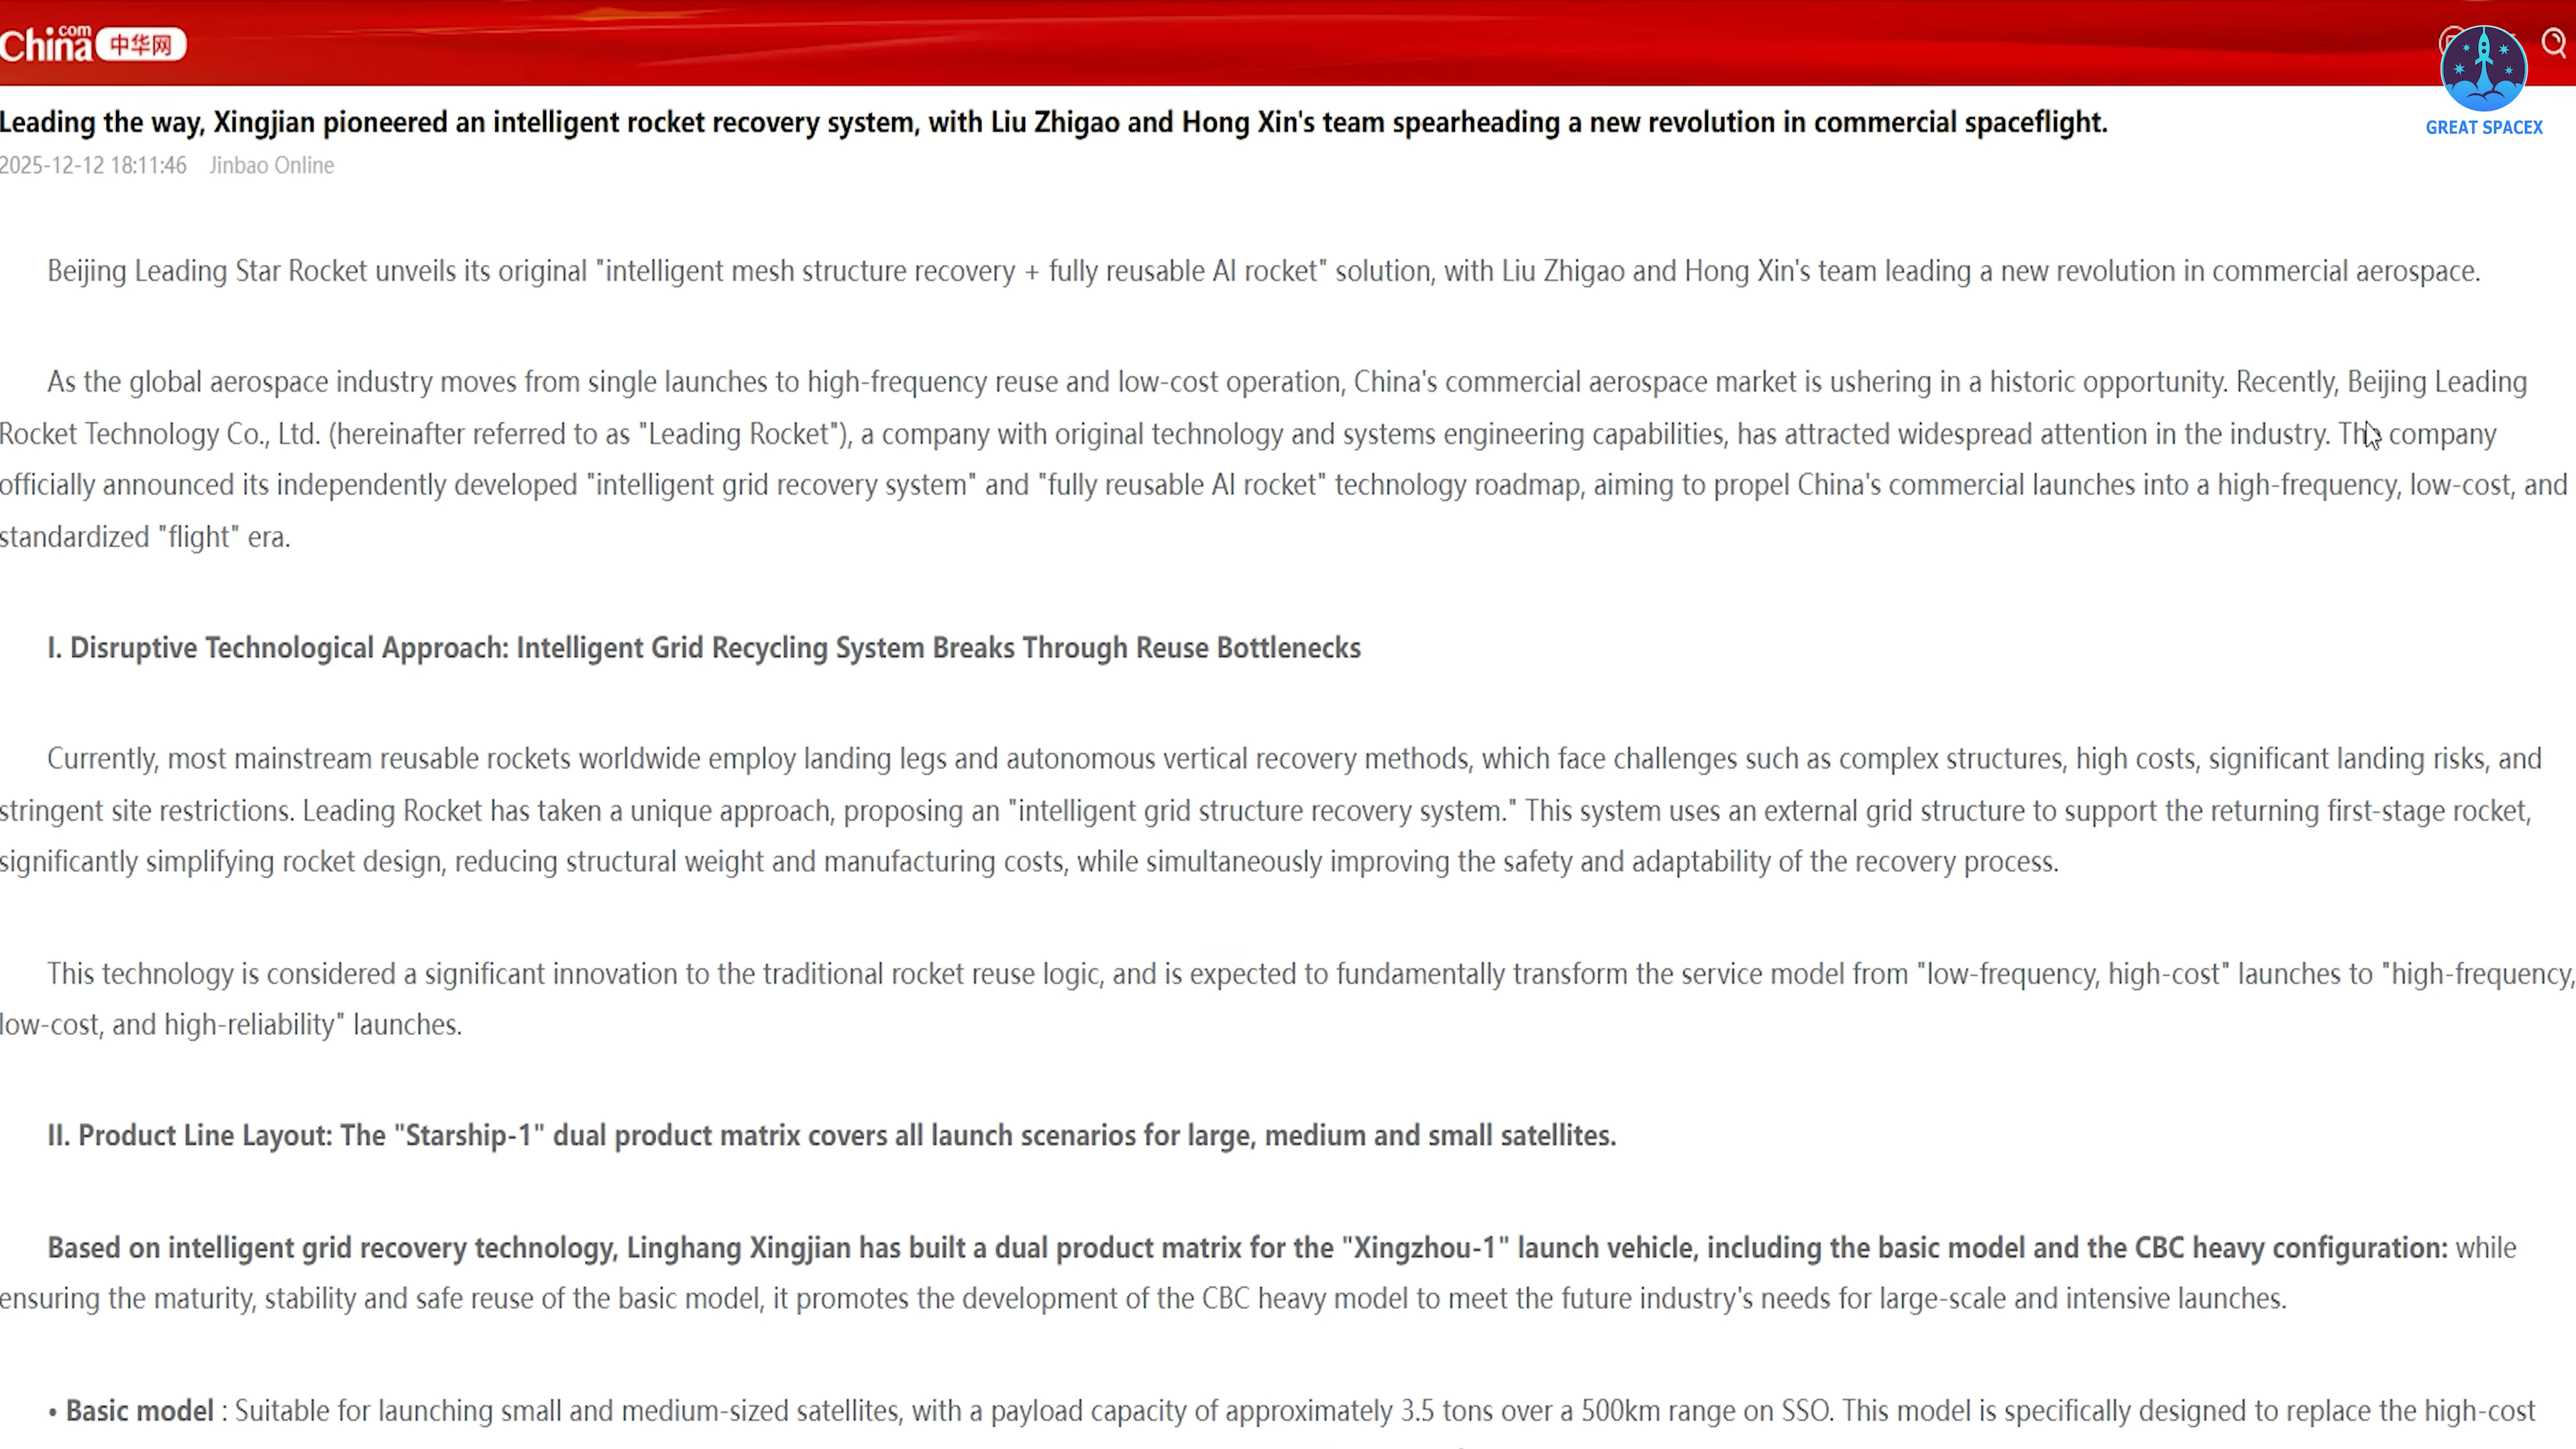 China.com 中华网
GREAT SPACEX
Leading the way, Xingjian pioneered an intelligent rocket recovery system, with Liu Zhigao and Hong Xin's team spearheading a new revolution in commercial spaceflight.
2025-12-12 18:11:46 Jinbao Online
Beijing Leading Star Rocket unveils its original "intelligent mesh structure recovery + fully reusable AI rocket" solution, with Liu Zhigao and Hong Xin's team leading a new revolution in commercial aerospace.
As the global aerospace industry moves from single launches to high-frequency reuse and low-cost operation, China's commercial aerospace market is ushering in a historic opportunity. Recently, Beijing Leading
Rocket Technology Co., Ltd. (hereinafter referred to as "Leading Rocket"), a company with original technology and systems engineering capabilities, has attracted widespread attention in the industry. The company
officially announced its independently developed "intelligent grid recovery system" and "fully reusable AI rocket" technology roadmap, aiming to propel China's commercial launches into a high-frequency, low-cost, and
standardized "flight" era.
I. Disruptive Technological Approach: Intelligent Grid Recycling System Breaks Through Reuse Bottlenecks
Currently, most mainstream reusable rockets worldwide employ landing legs and autonomous vertical recovery methods, which face challenges such as complex structures, high costs, significant landing risks, and
stringent site restrictions. Leading Rocket has taken a unique approach, proposing an "intelligent grid structure recovery system." This system uses an external grid structure to support the returning first-stage rocket,
significantly simplifying rocket design, reducing structural weight and manufacturing costs, while simultaneously improving the safety and adaptability of the recovery process.
This technology is considered a significant innovation to the traditional rocket reuse logic, and is expected to fundamentally transform the service model from "low-frequency, high-cost" launches to "high-frequency,
low-cost, and high-reliability" launches.
II. Product Line Layout: The "Starship-1" dual product matrix covers all launch scenarios for large, medium and small satellites.
Based on intelligent grid recovery technology, Linghang Xingjian has built a dual product matrix for the "Xingzhou-1" launch vehicle, including the basic model and the CBC heavy configuration: while
ensuring the maturity, stability and safe reuse of the basic model, it promotes the development of the CBC heavy model to meet the future industry's needs for large-scale and intensive launches.
• Basic model : Suitable for launching small and medium-sized satellites, with a payload capacity of approximately 3.5 tons over a 500km range on SSO. This model is specifically designed to replace the high-cost